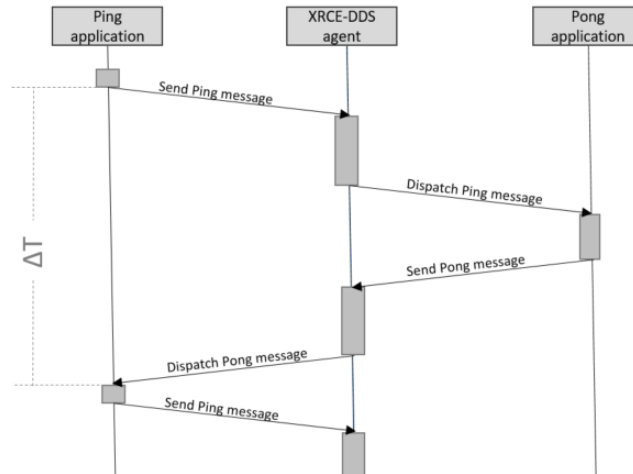 Ping
application
XRCE-DDS
agent
Pong
application
Send Ping message
Dispatch Ping message
ΔT
Send Pong message
Dispatch Pong message
Send Ping message